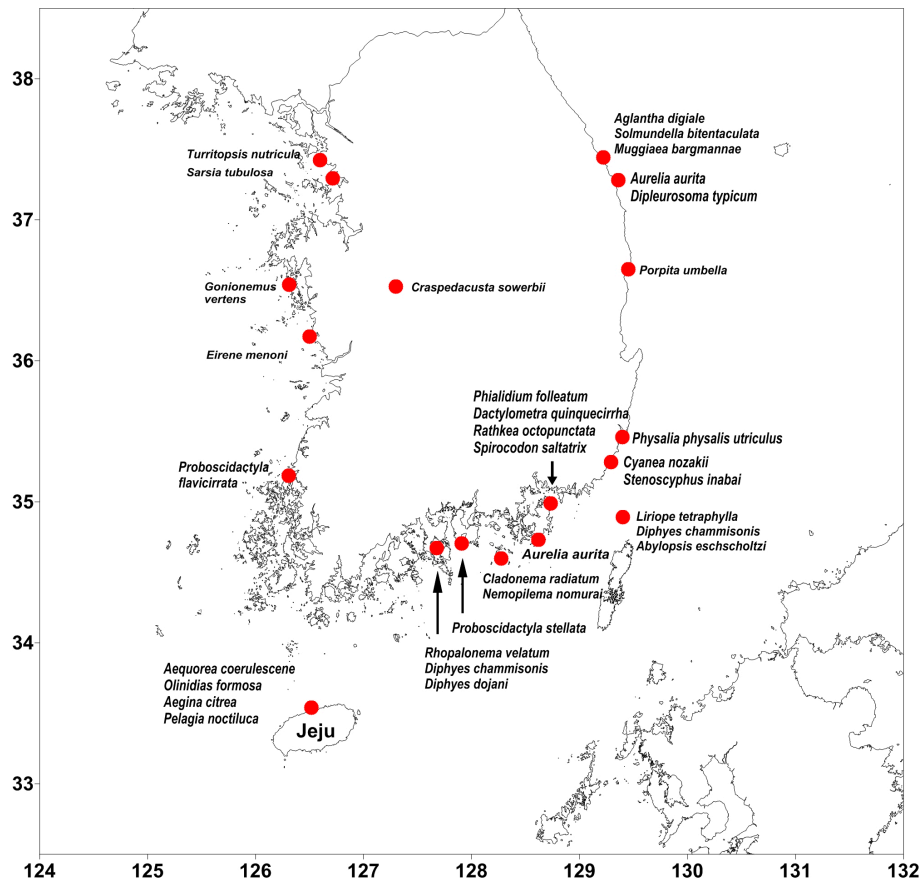 38
Aglantha digiale
Solmundella bitentaculata
Muggiaea bargmannae
Turritopsis nutricula
Sarsia tubulosa
Aurelia aurita
Dipleurosoma typicum
37
Porpita umbella
Gonionemus
vertens
Craspedacusta sowerbii
Eirene menoni
36
Phialidium folleatum
Dactylometra quinquecirrha
Rathkea octopunctata
Spirocodon saltatrix
Physalia physalis utriculus
Cyanea nozakii
Stenoscyphus inabai
Proboscidactyla
flavicirrata
35
Liriope tetraphylla
Diphyes chammisonis
Abylopsis eschscholtzi
Aurelia aurita
Cladonema radiatum
Nemopilema nomurai
Proboscidactyla stellata
34
Rhopalonema velatum
Diphyes chammisonis
Diphyes dojani
Aequorea coerulescene
Olinidias formosa
Aegina citrea
Pelagia noctiluca
Jeju
33
124 125 126 127 128 129 130 131 132